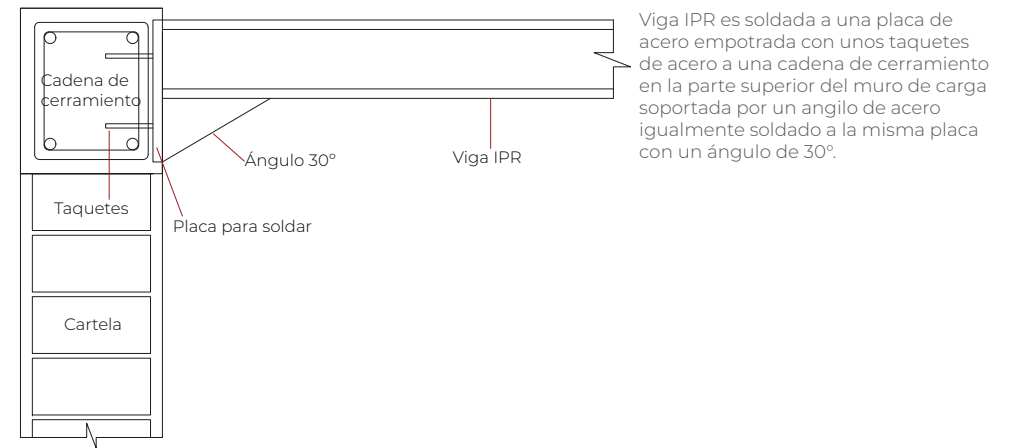 Viga IPR es soldada a una placa de
acero empotrada con unos taquetes
de acero a una cadena de cerramiento
en la parte superior del muro de carga
soportada por un angilo de acero
igualmente soldado a la misma placa
con un ángulo de 30°.
Cadena de
cerramiento
Ángulo 30º
Viga IPR
Taquetes
Placa para soldar
Cartela